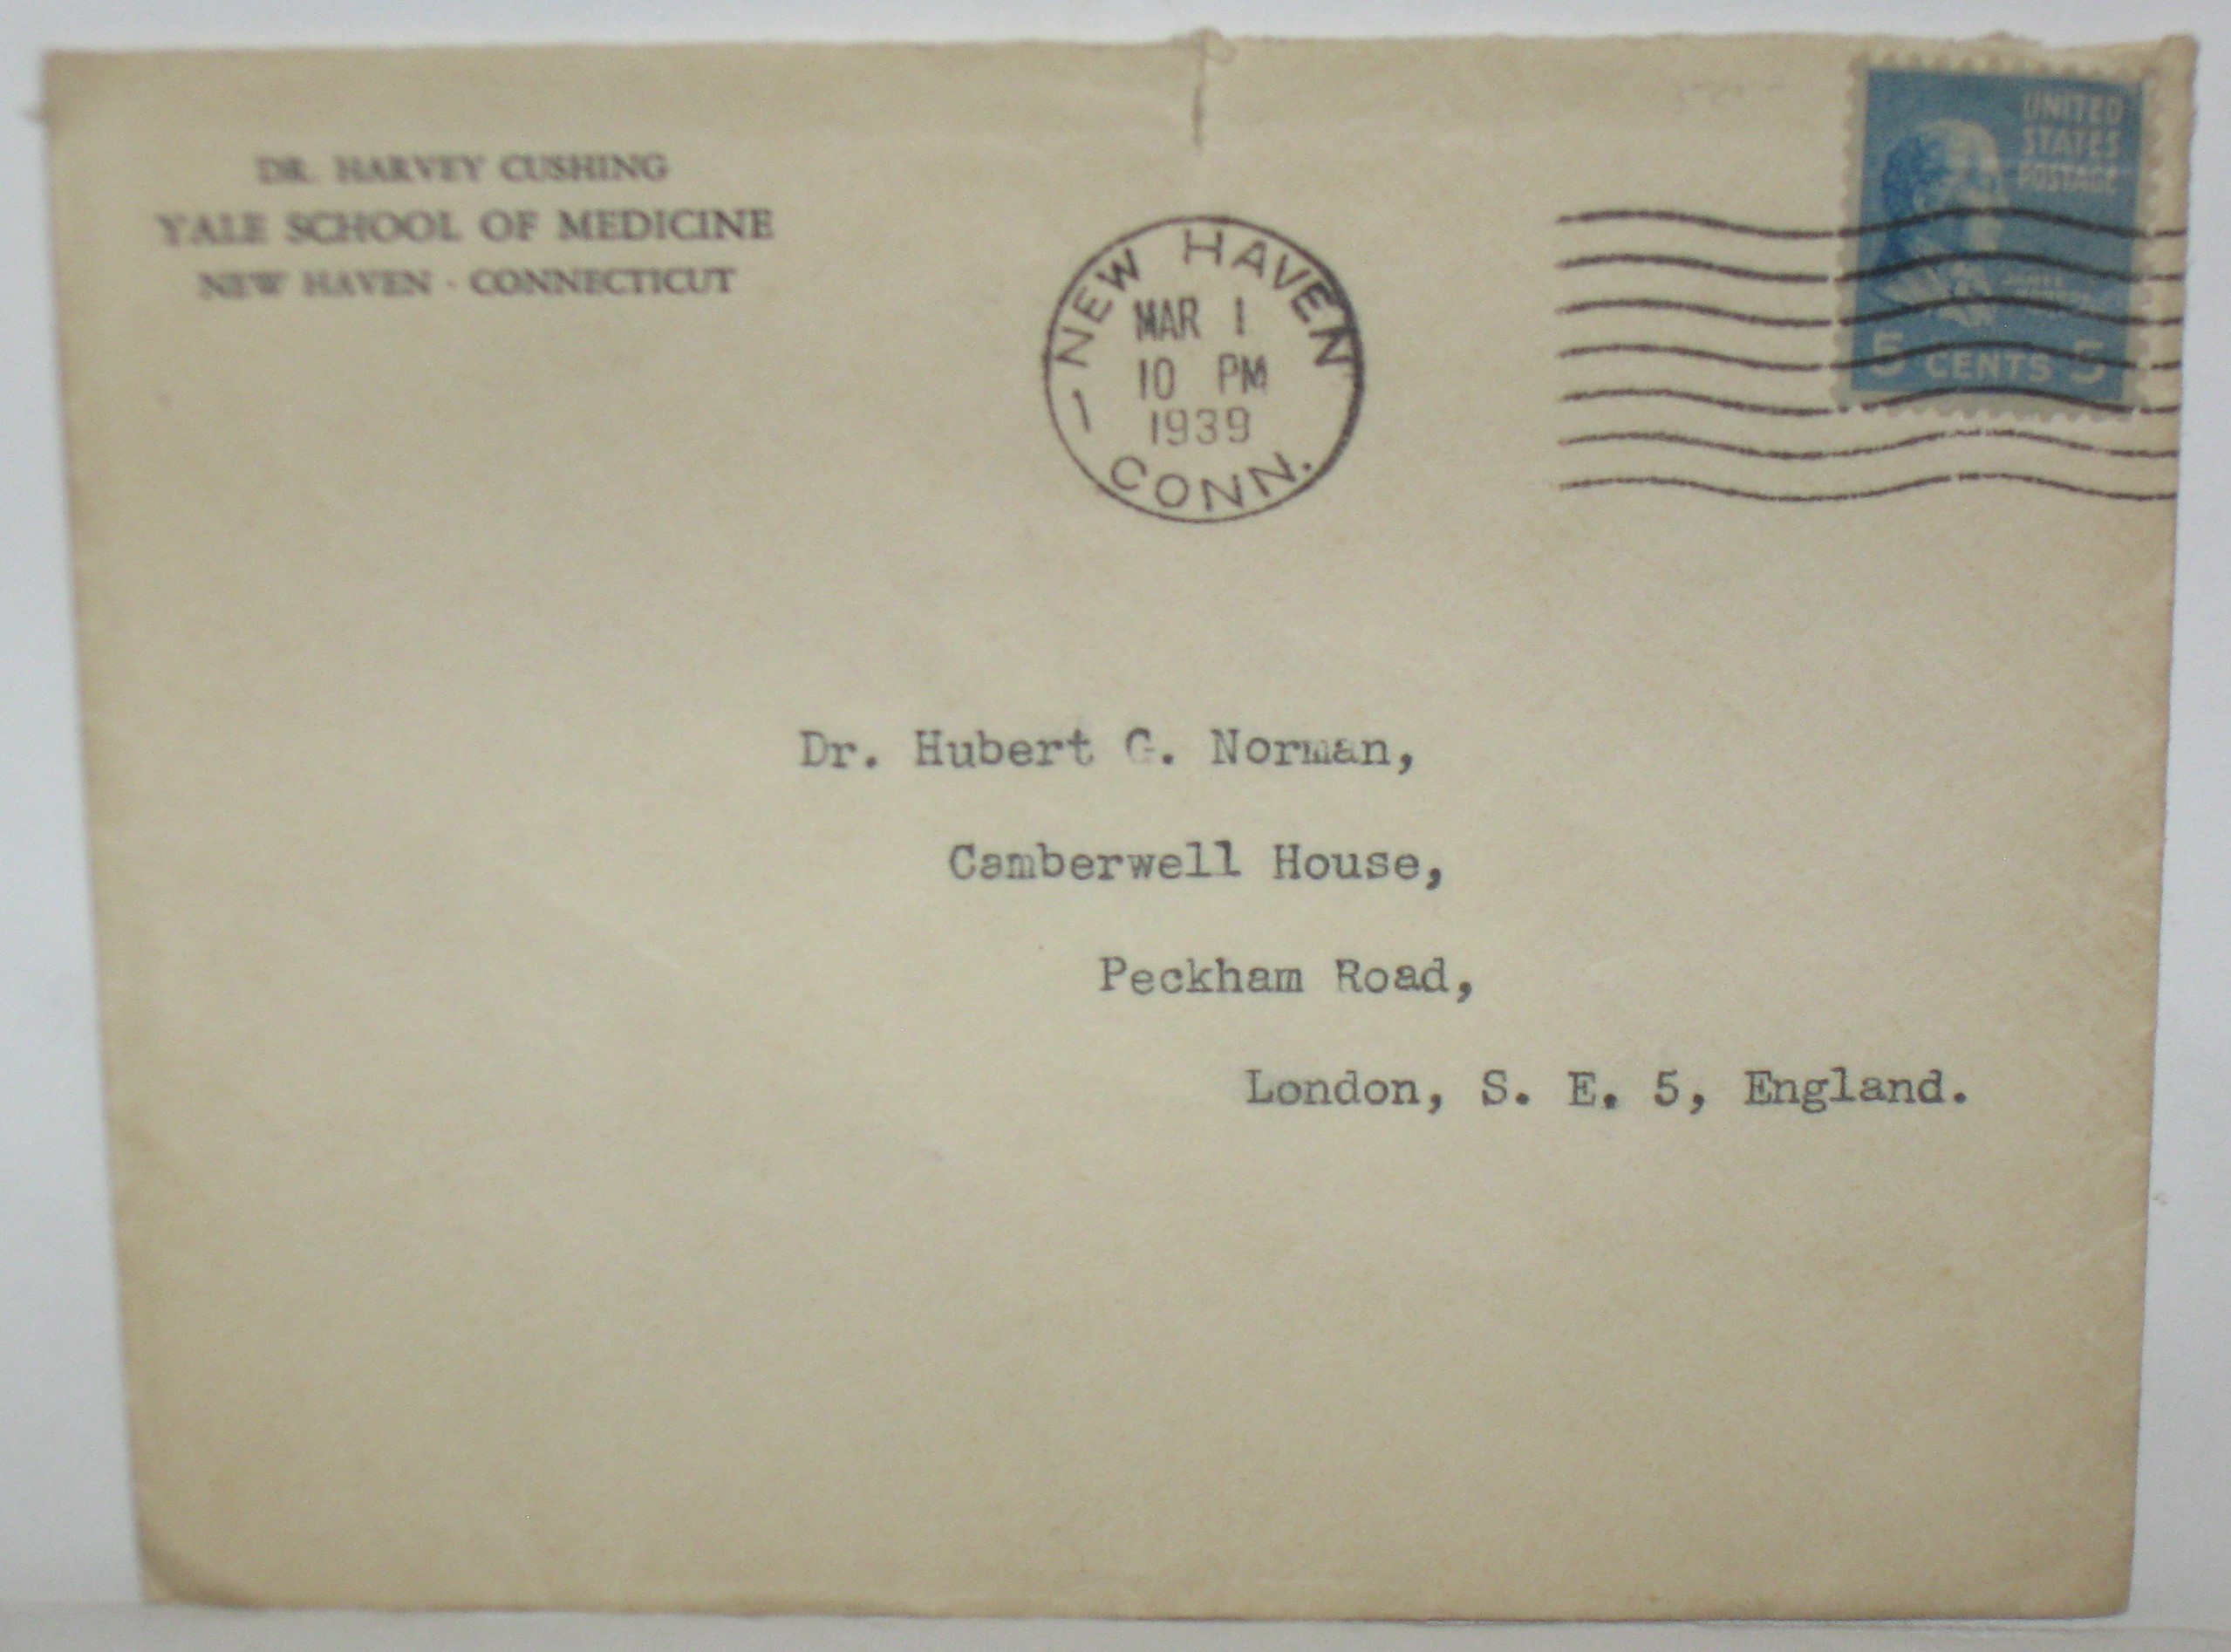 DR. HARVEY CUSHING
YALE SCHOOL OF MEDICINE
NEW HAVEN · CONNECTICUT
NEW HAVEN
MAR 1
10 PM
1939
1
CONN.
UNITED
STATES
POSTAGE
5 CENTS 5
Dr. Hubert G. Norman,
Camberwell House,
Peckham Road,
London, S. E. 5, England.